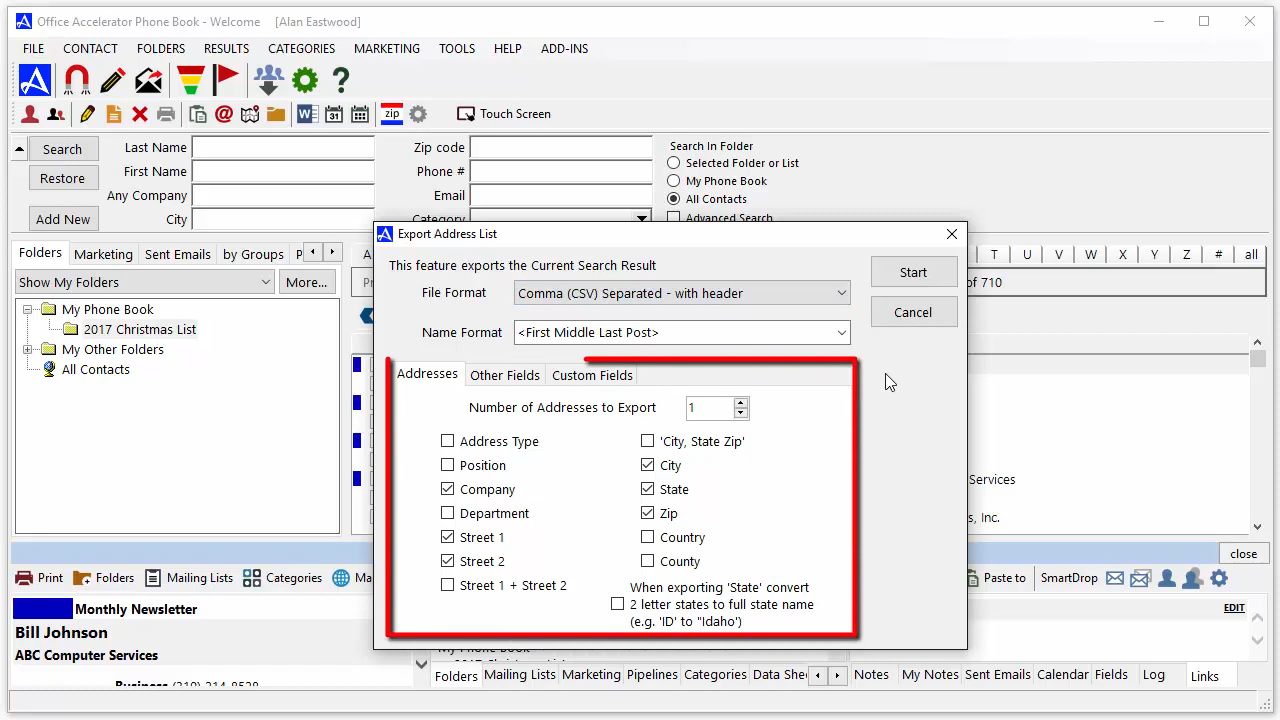 Office Accelerator Phone Book - Welcome [Alan Eastwood]
FILE CONTACT FOLDERS RESULTS CATEGORIES MARKETING TOOLS HELP ADD-INS
zip Touch Screen
Search Last Name Zip code Search In Folder
Selected Folder or List
Restore First Name Phone # My Phone Book
Any Company Email All Contacts
Add New City Category Advanced Search
Export Address List
Folders Marketing Sent Emails by Groups
T U V W X Y Z # all
This feature exports the Current Search Result
Start
Show My Folders More...
of 710
File Format Comma (CSV) Separated - with header
My Phone Book
Cancel
2017 Christmas List
Name Format <First Middle Last Post>
My Other Folders
All Contacts
Addresses Other Fields Custom Fields
Number of Addresses to Export 1
Address Type 'City, State Zip'
Position City
Company State
Services
Department Zip
s, Inc.
Street 1 Country
Street 2 County
close
Street 1 + Street 2
When exporting 'State' convert
2 letter states to full state name
(e.g. 'ID' to "Idaho')
Print Folders Mailing Lists Categories Ma
Paste to SmartDrop
Monthly Newsletter
EDIT
Bill Johnson
ABC Computer Services
Folders Mailing Lists Marketing Pipelines Categories Data She Notes My Notes Sent Emails Calendar Fields Log Links